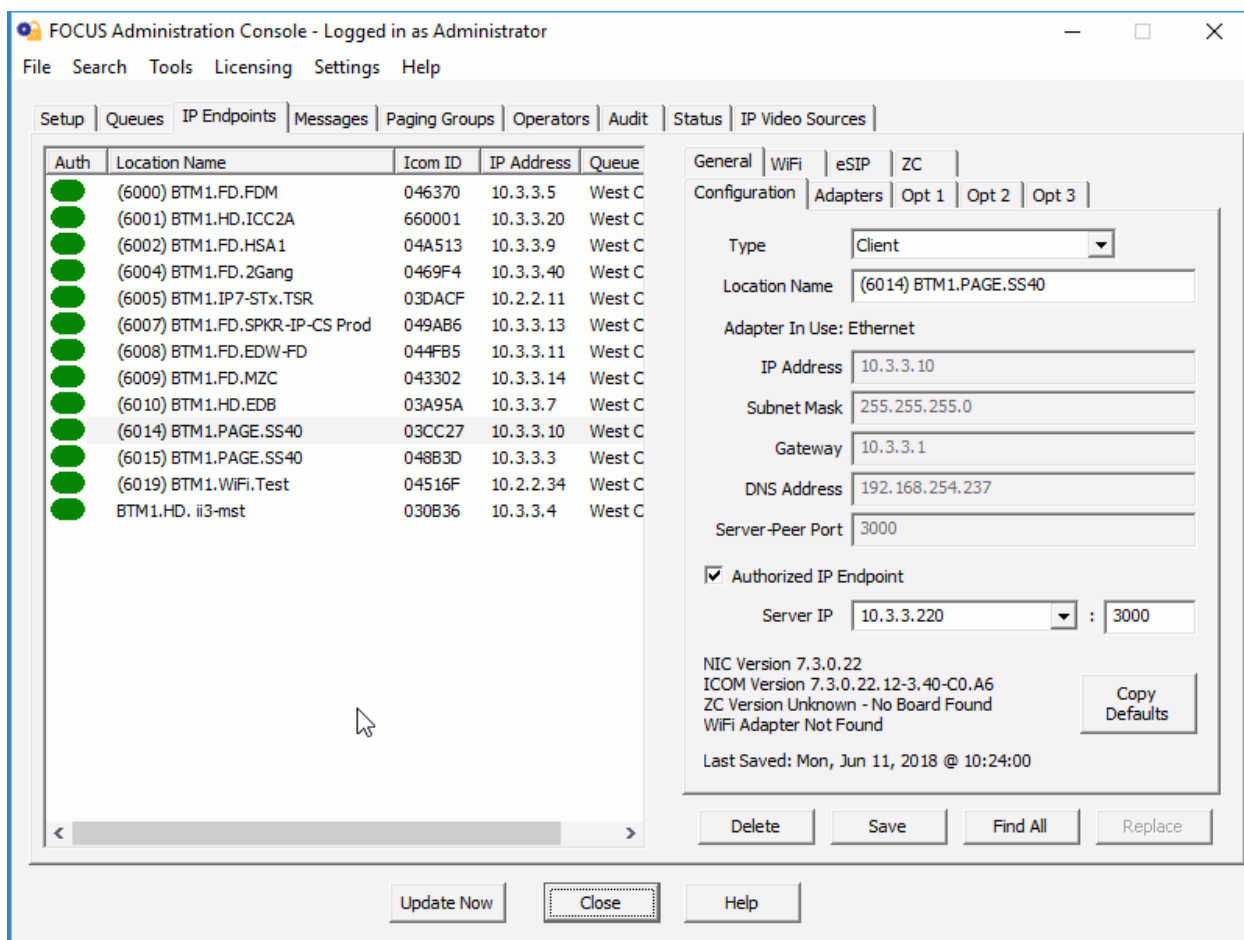 FOCUS Administration Console - Logged in as Administrator
File Search Tools Licensing Settings Help
Setup Queues IP Endpoints Messages Paging Groups Operators Audit Status IP Video Sources
Auth Location Name Icom ID IP Address Queue
(6000) BTM1.FD.FDM 046370 10.3.3.5 West C
(6001) BTM1.HD.ICC2A 660001 10.3.3.20 West C
(6002) BTM1.FD.HSA1 04A513 10.3.3.9 West C
(6004) BTM1.FD.2Gang 0469F4 10.3.3.40 West C
(6005) BTM1.IP7-STx.TSR 03DACF 10.2.2.11 West C
(6007) BTM1.FD.SPKR-IP-CS Prod 049AB6 10.3.3.13 West C
(6008) BTM1.FD.EDW-FD 044FB5 10.3.3.11 West C
(6009) BTM1.FD.MZC 043302 10.3.3.14 West C
(6010) BTM1.HD.EDB 03A95A 10.3.3.7 West C
(6014) BTM1.PAGE.SS40 03CC27 10.3.3.10 West C
(6015) BTM1.PAGE.SS40 048B3D 10.3.3.3 West C
(6019) BTM1.WiFi.Test 04516F 10.2.2.34 West C
BTM1.HD. ii3-mst 030B36 10.3.3.4 West C
General WiFi eSIP ZC
Configuration Adapters Opt 1 Opt 2 Opt 3
Type Client
Location Name (6014) BTM1.PAGE.SS40
Adapter In Use: Ethernet
IP Address 10.3.3.10
Subnet Mask 255.255.255.0
Gateway 10.3.3.1
DNS Address 192.168.254.237
Server-Peer Port 3000
Authorized IP Endpoint
Server IP 10.3.3.220 : 3000
NIC Version 7.3.0.22
ICOM Version 7.3.0.22.12-3.40-C0.A6
ZC Version Unknown - No Board Found
WiFi Adapter Not Found
Copy
Defaults
Last Saved: Mon, Jun 11, 2018 @ 10:24:00
Delete Save Find All Replace
Update Now Close Help